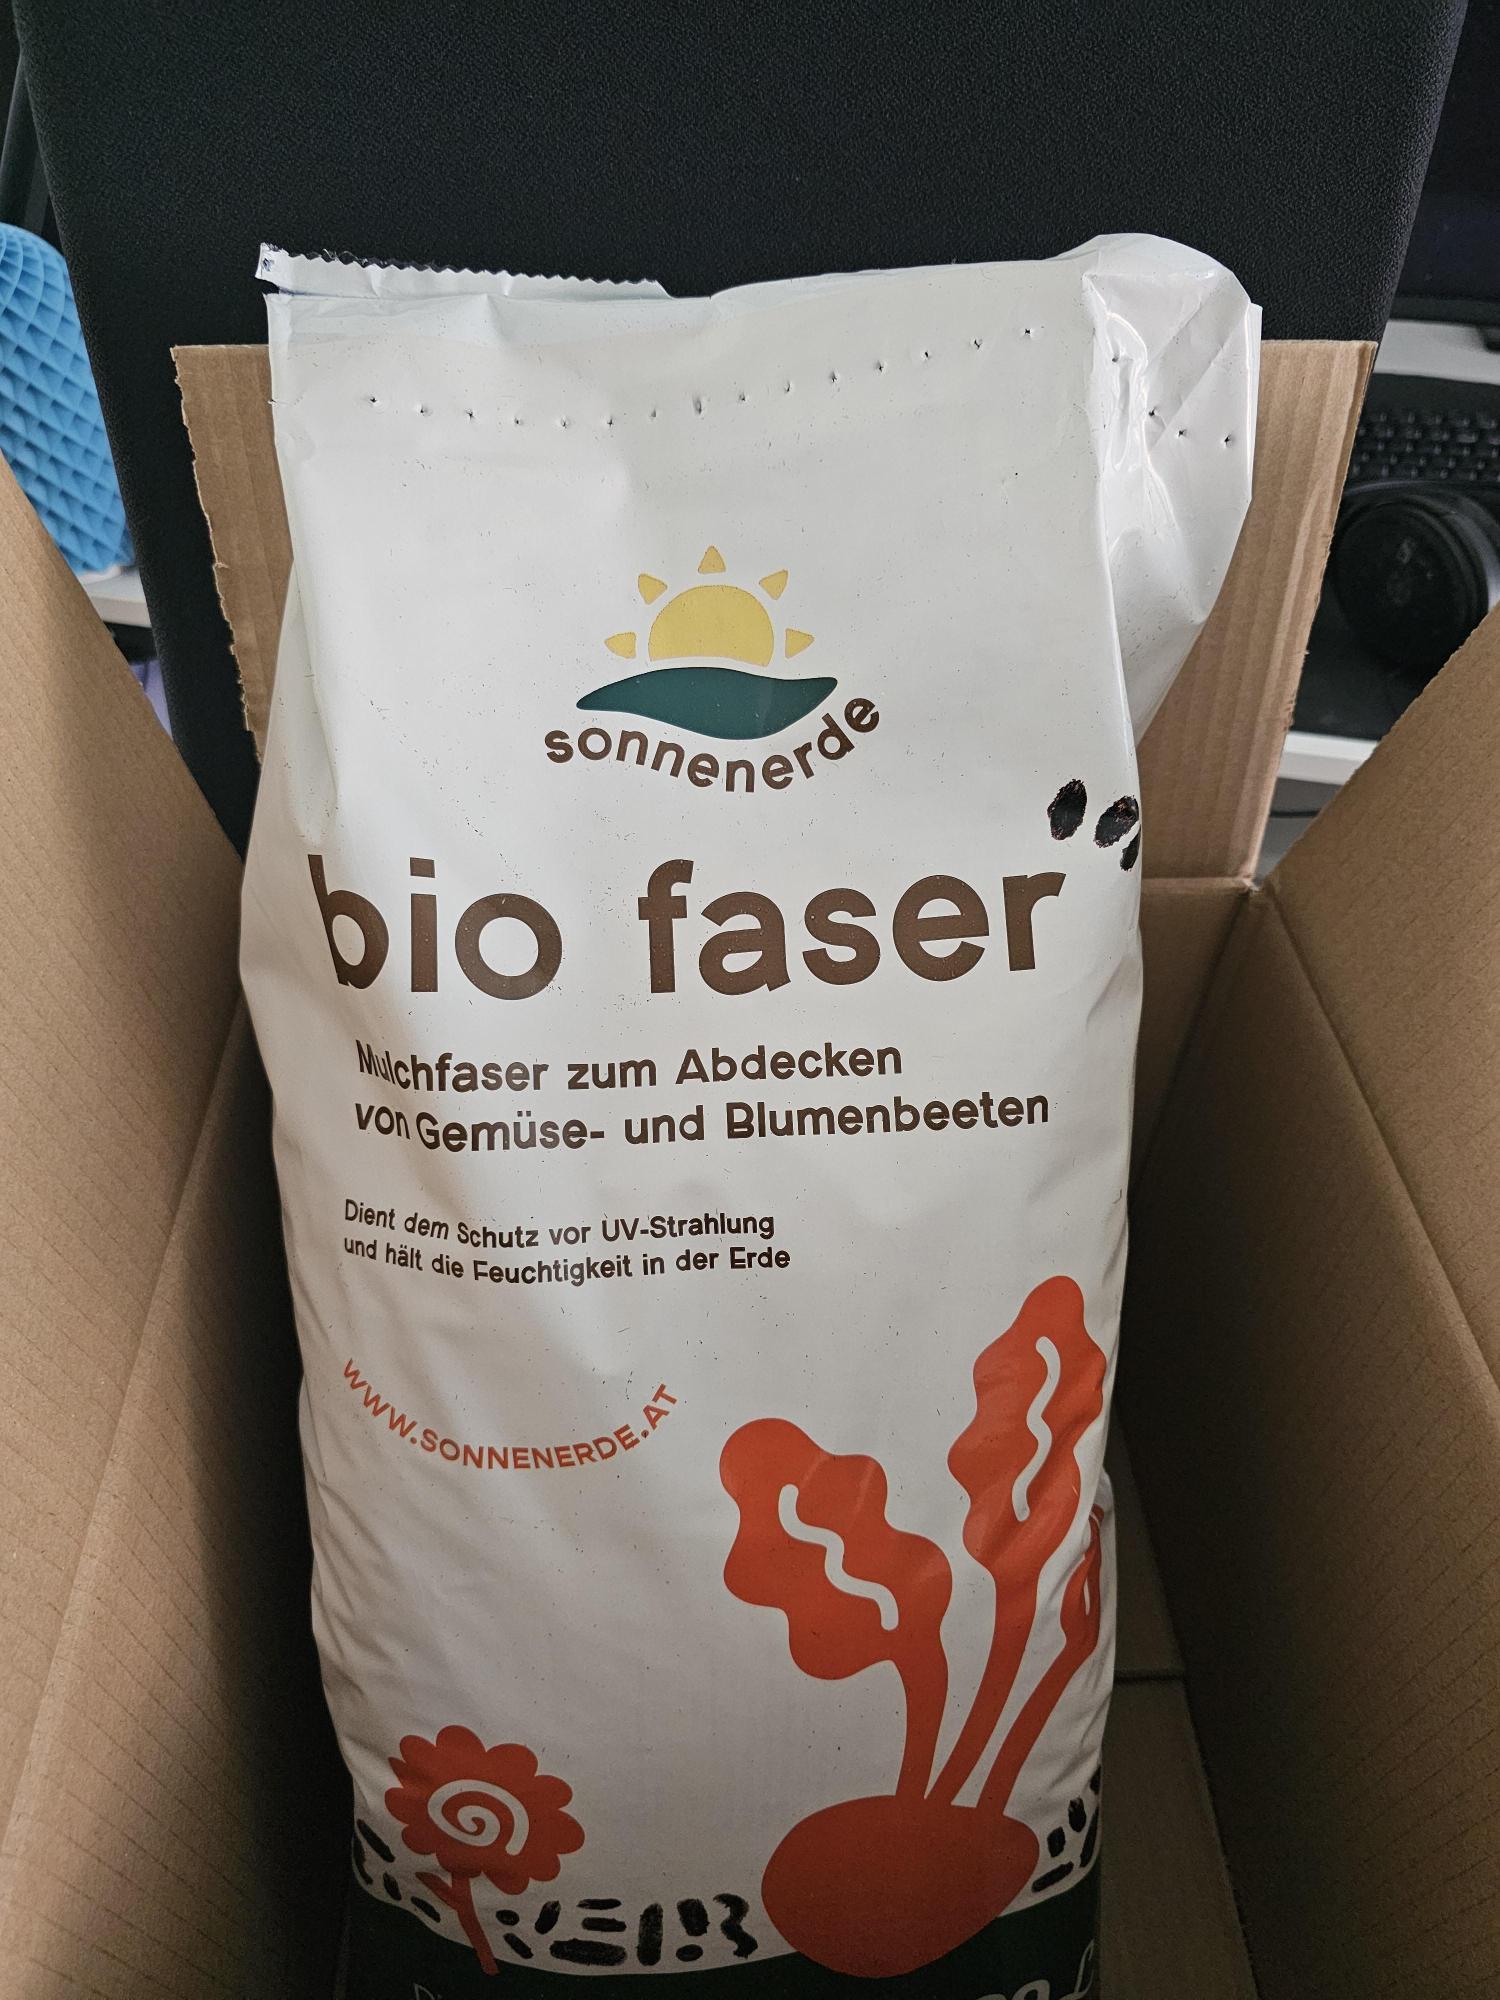 sonnenerde
bio faser
Mulchfaser zum Abdecken
von Gemüse- und Blumenbeeten
Dient dem Schutz vor UV-Strahlung
und hält die Feuchtigkeit in der Erde
WWW.SONNENERDE.AT